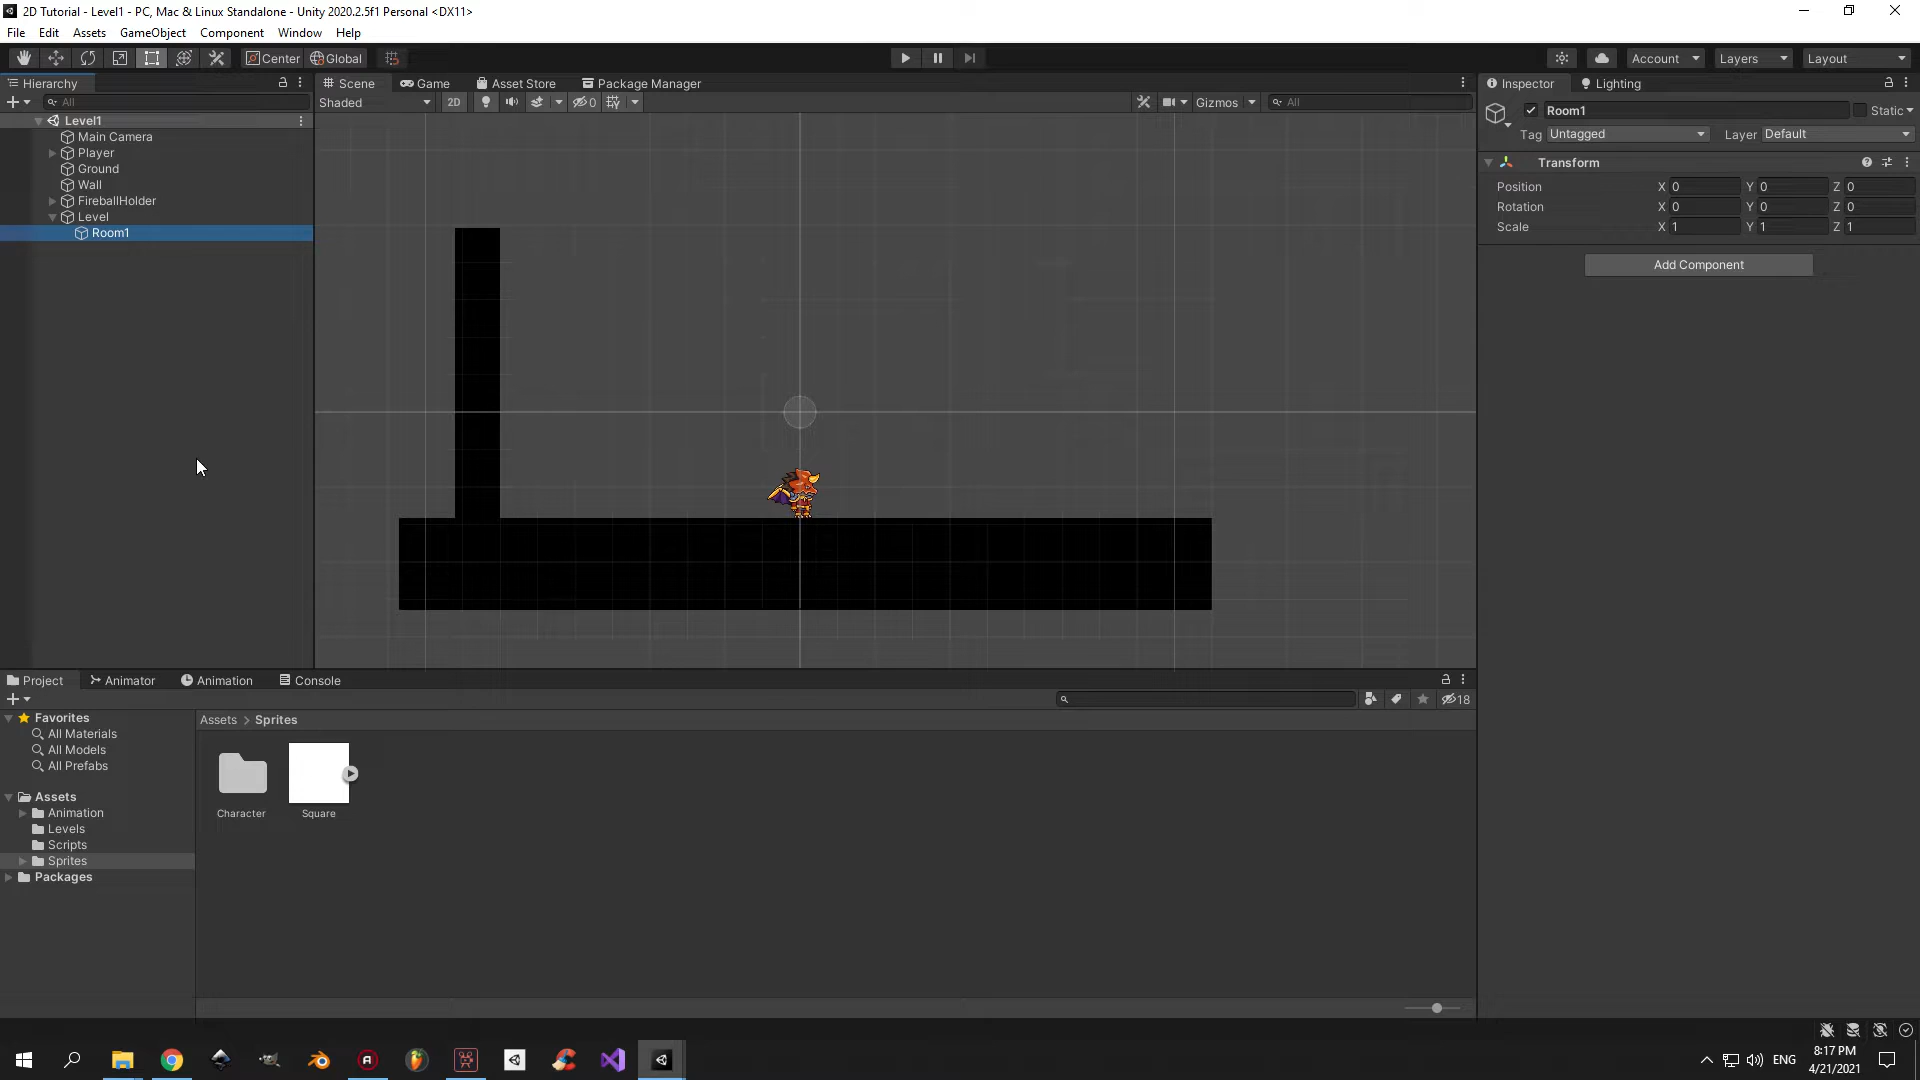 2D Tutorial - Level1 - PC, Mac & Linux Standalone - Unity 2020.2.5f1 Personal <DX11>
File Edit Assets GameObject Component Window Help
Center Global Account Layers Layout
Hierarchy
All
Level1
Main Camera
Player
Ground
Wall
FireballHolder
Level
Room1
Scene Game Asset Store Package Manager
Shaded 2D 0 Gizmos All
Inspector Lighting
Room1 Static
Tag Untagged Layer Default
Transform
Position X 0 Y 0 Z 0
Rotation X 0 Y 0 Z 0
Scale X 1 Y 1 Z 1
Add Component
Project Animator Animation Console
18
Favorites
All Materials
All Models
All Prefabs
Assets
Animation
Levels
Scripts
Sprites
Packages
Assets > Sprites
Character Square
ENG
8:17 PM
4/21/2021